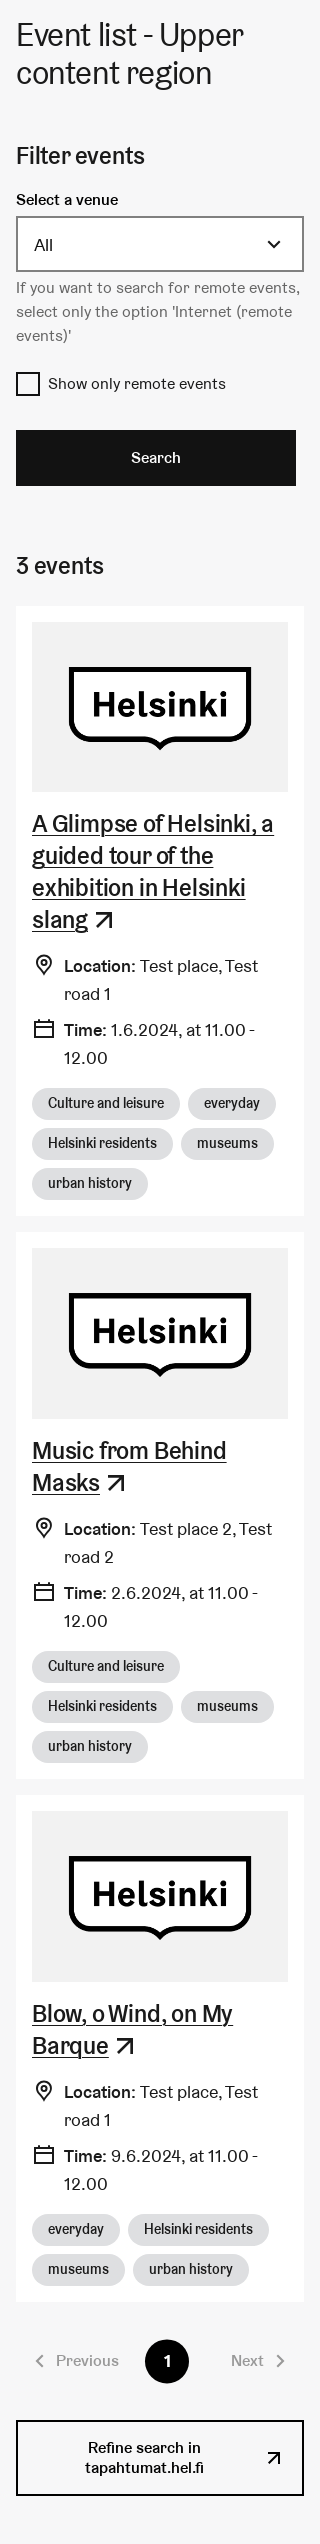 Event list - Upper
content region
Filter events
Select a venue
All
If you want to search for remote events,
select only the option 'Internet (remote
events)'
Show only remote events
Search
3 events
Helsinki
A Glimpse of Helsinki, a
guided tour of the
exhibition in Helsinki
slang
Location: Test place, Test
road 1
Time: 1.6.2024, at 11.00 -
12.00
Culture and leisure everyday
Helsinki residents museums
urban history
Helsinki
Music from Behind
Masks
Location: Test place 2, Test
road 2
Time: 2.6.2024, at 11.00 -
12.00
Culture and leisure
Helsinki residents museums
urban history
Helsinki
Blow, o Wind, on My
Barque
Location: Test place, Test
road 1
Time: 9.6.2024, at 11.00 -
12.00
everyday Helsinki residents
museums urban history
Previous 1 Next
Refine search in
tapahtumat.hel.fi